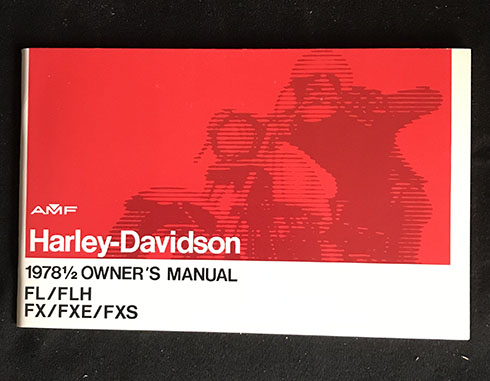 AMF
Harley-Davidson
1978½ OWNER'S MANUAL
FL/FLH
FX/FXE/FXS